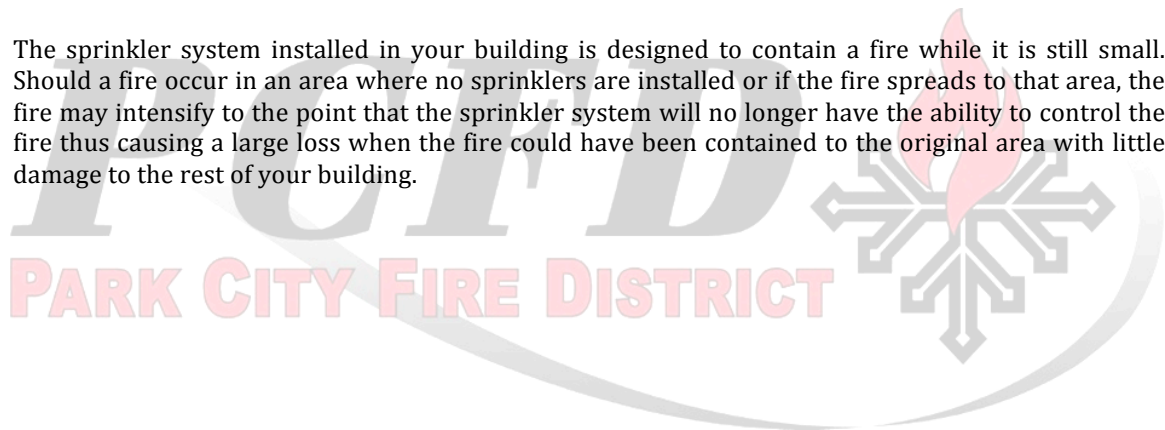 The sprinkler system installed in your building is designed to contain a fire while it is still small.
Should a fire occur in an area where no sprinklers are installed or if the fire spreads to that area, the
fire may intensify to the point that the sprinkler system will no longer have the ability to control the
fire thus causing a large loss when the fire could have been contained to the original area with little
damage to the rest of your building.
PCFD
PARK CITY FIRE DISTRICT